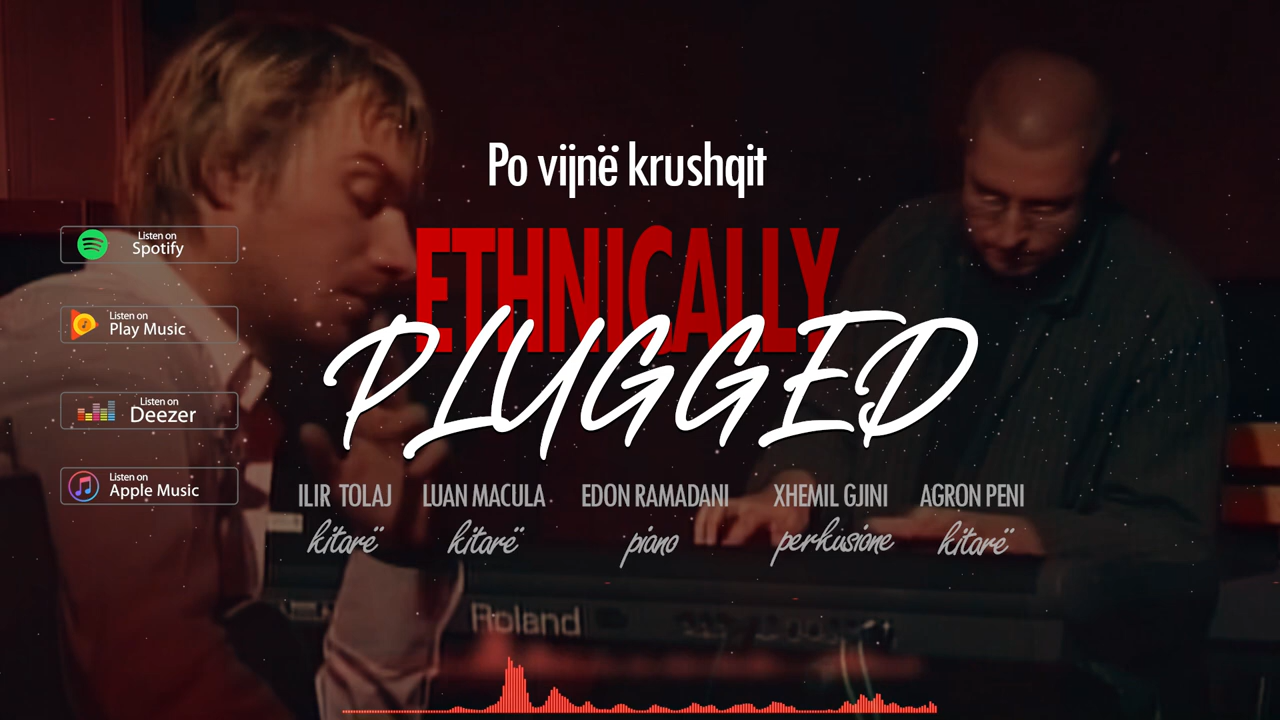 Po vijnë krushqit
ETHNICALLY
PLUGGED
Listen on
Spotify
Listen on
Play Music
Listen on
Deezer
Listen on
Apple Music
ILIR TOLAJ
kitarë
LUAN MACULA
kitarë
EDON RAMADANI
piano
XHEMIL GJINI
perkusione
AGRON PENI
kitarë
Roland